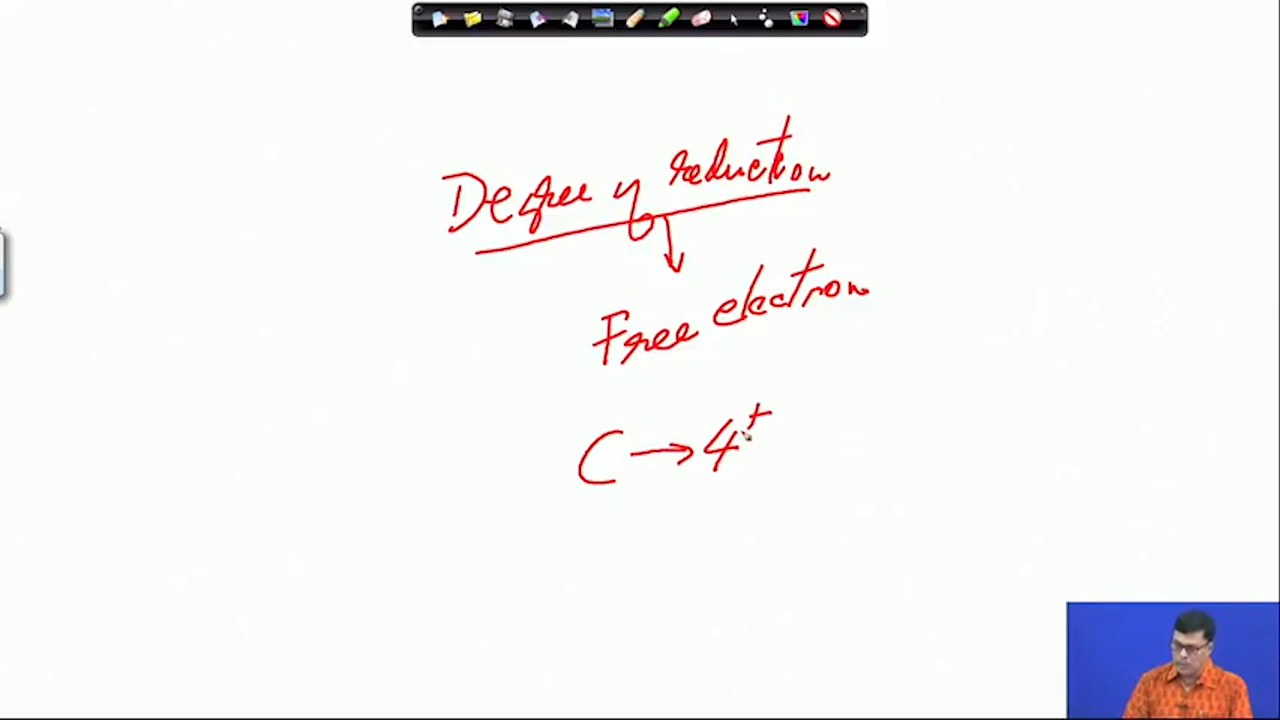 Degree of reduction
Free electron
C → 4⁺